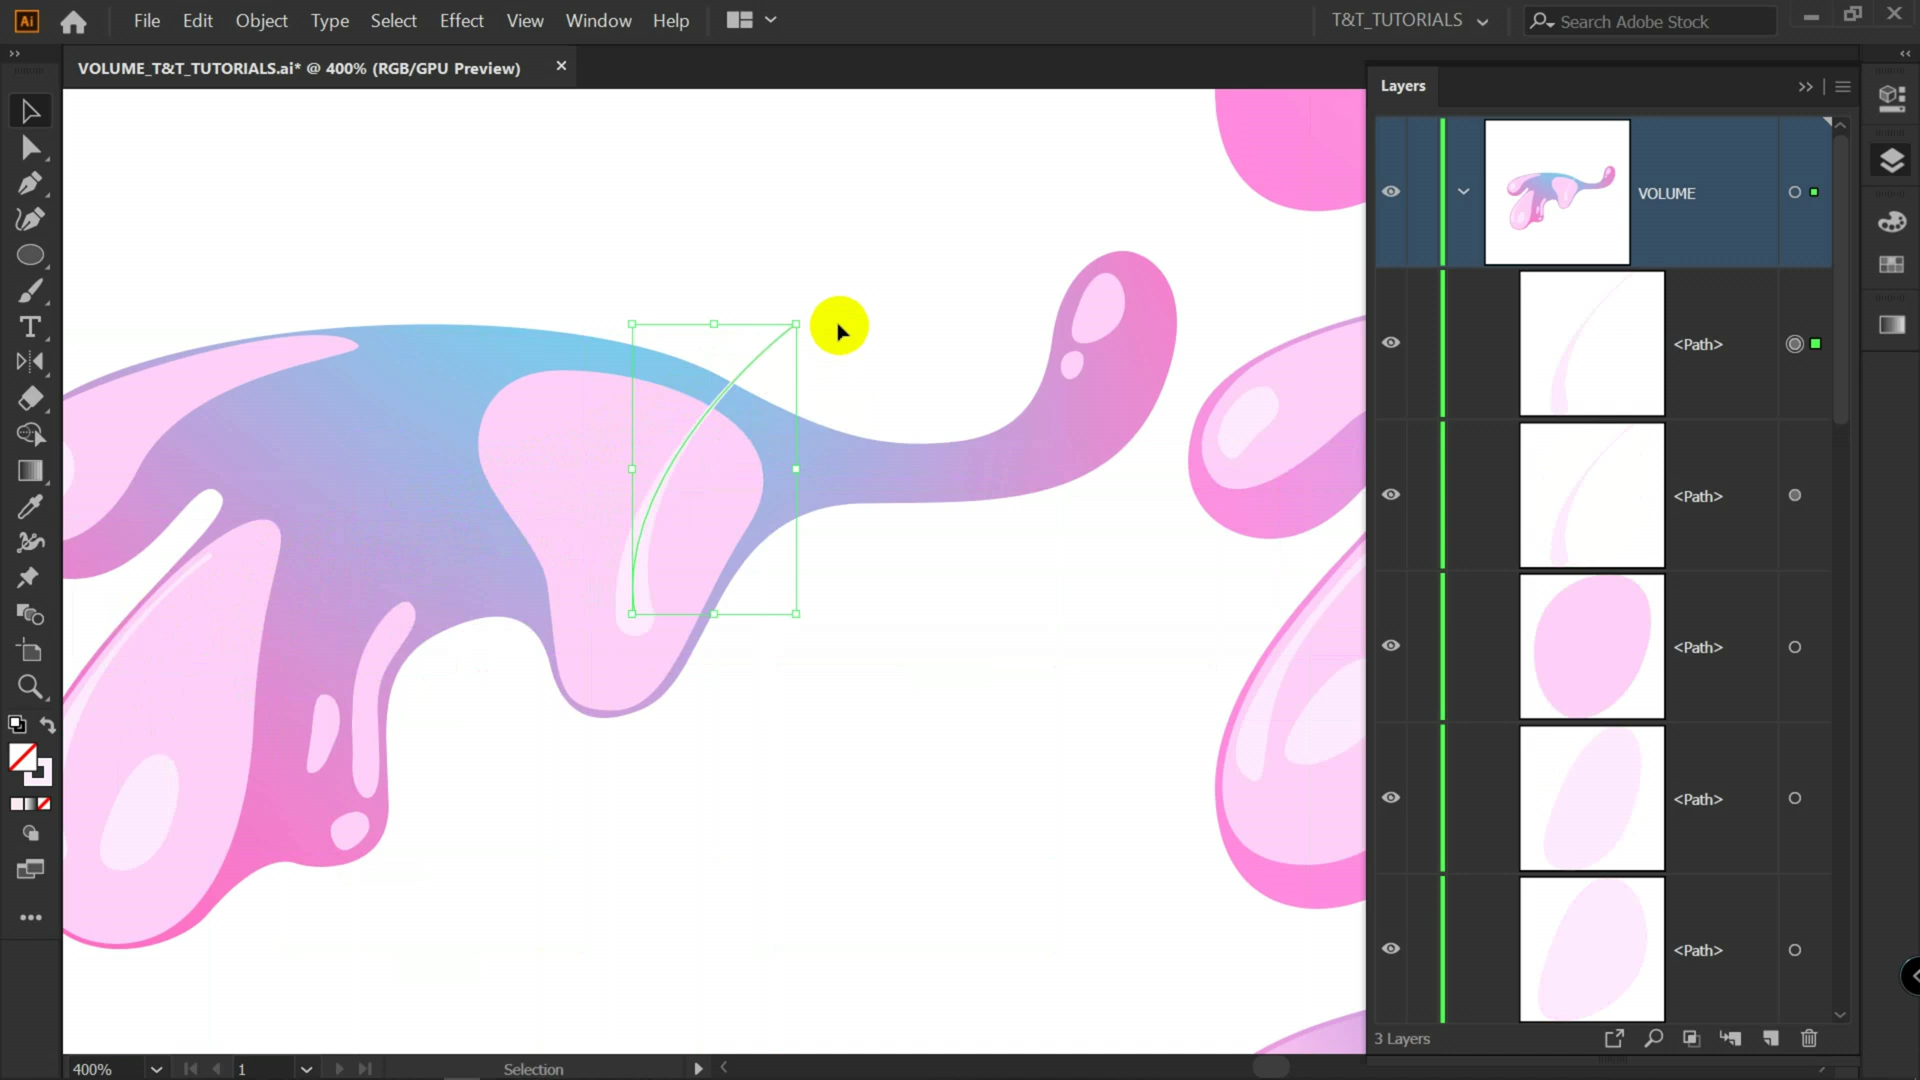 Ai File Edit Object Type Select Effect View Window Help T&T_TUTORIALS Search Adobe Stock
VOLUME_T&T_TUTORIALS.ai* @ 400% (RGB/GPU Preview)
Layers
VOLUME
<Path>
<Path>
<Path>
<Path>
<Path>
3 Layers
400% 1 Selection